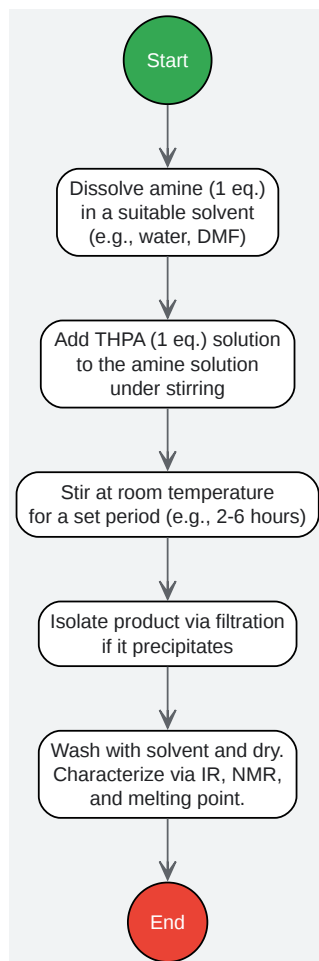 Start
Dissolve amine (1 eq.)
in a suitable solvent
(e.g., water, DMF)
Add THPA (1 eq.) solution
to the amine solution
under stirring
Stir at room temperature
for a set period (e.g., 2-6 hours)
Isolate product via filtration
if it precipitates
Wash with solvent and dry.
Characterize via IR, NMR,
and melting point.
End